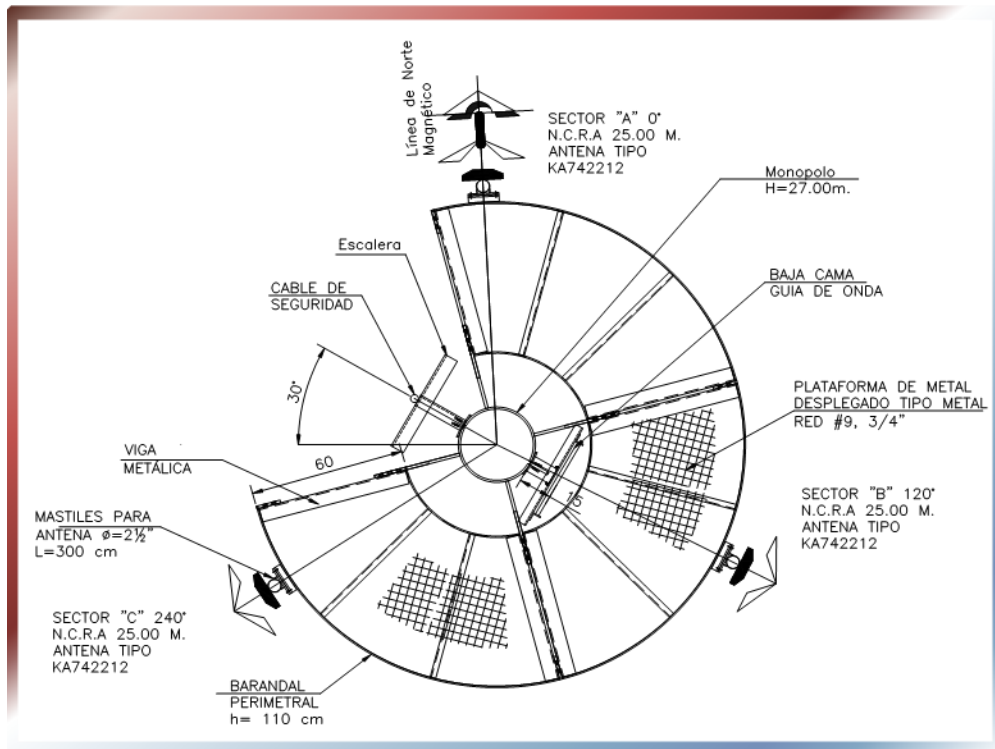 Línea de Norte
Magnético
SECTOR "A" 0°
N.C.R.A 25.00 M.
ANTENA TIPO
KA742212
Monopolo
H=27.00m.
Escalera
CABLE DE
SEGURIDAD
BAJA CAMA
GUIA DE ONDA
30°
PLATAFORMA DE METAL
DESPLEGADO TIPO METAL
RED #9, 3/4"
VIGA
METÁLICA
60
15
MASTILES PARA
ANTENA ø=2½"
L=300 cm
SECTOR "B" 120°
N.C.R.A 25.00 M.
ANTENA TIPO
KA742212
SECTOR "C" 240°
N.C.R.A 25.00 M.
ANTENA TIPO
KA742212
BARANDAL
PERIMETRAL
h= 110 cm